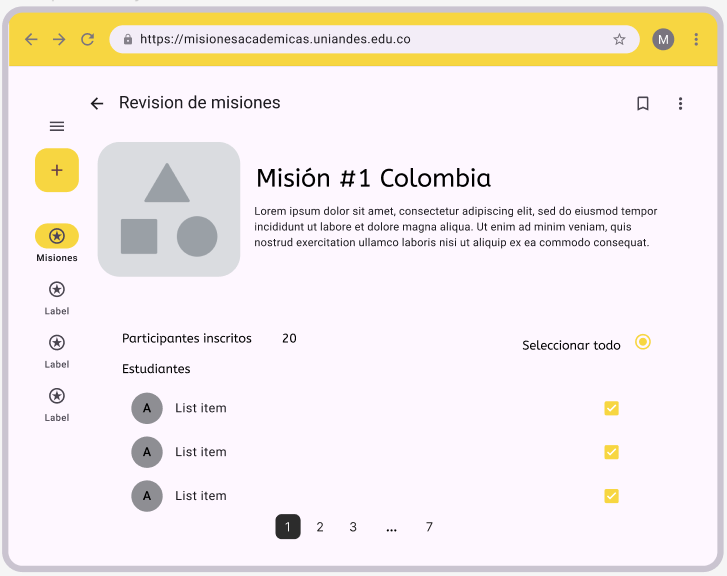 https://misionesacademicas.uniandes.edu.co
M
Revision de misiones
+
Misiones
Label
Label
Label
Misión #1 Colombia
Lorem ipsum dolor sit amet, consectetur adipiscing elit, sed do eiusmod tempor
incididunt ut labore et dolore magna aliqua. Ut enim ad minim veniam, quis
nostrud exercitation ullamco laboris nisi ut aliquip ex ea commodo consequat.
Participantes inscritos 20
Seleccionar todo
Estudiantes
A List item
A List item
A List item
1 2 3 ... 7